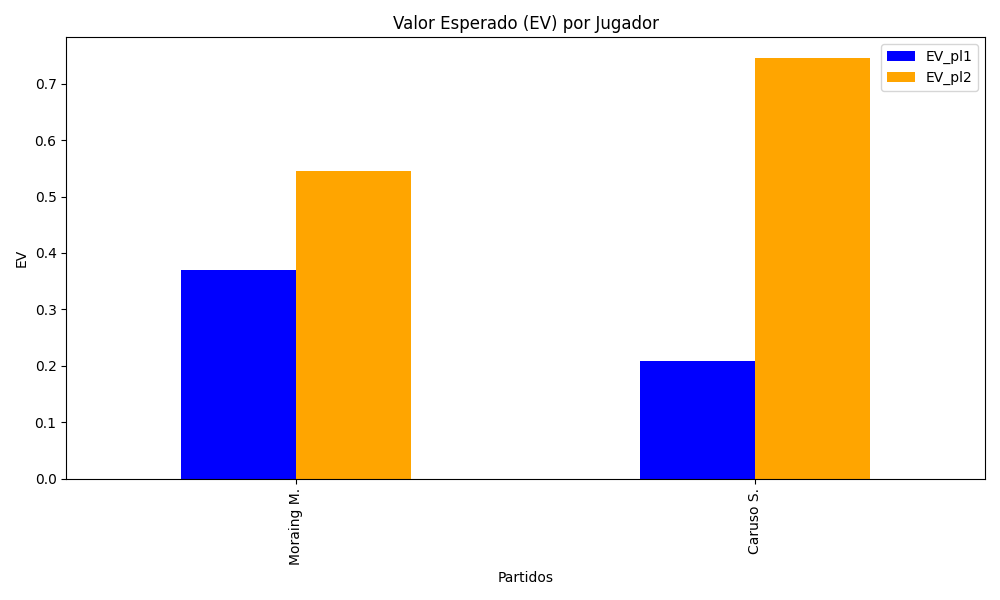 Valor Esperado (EV) por Jugador
EV_pl1
EV_pl2
0.7
0.6
0.5
0.4
0.3
0.2
0.1
0.0
EV
Moraing M.
Caruso S.
Partidos